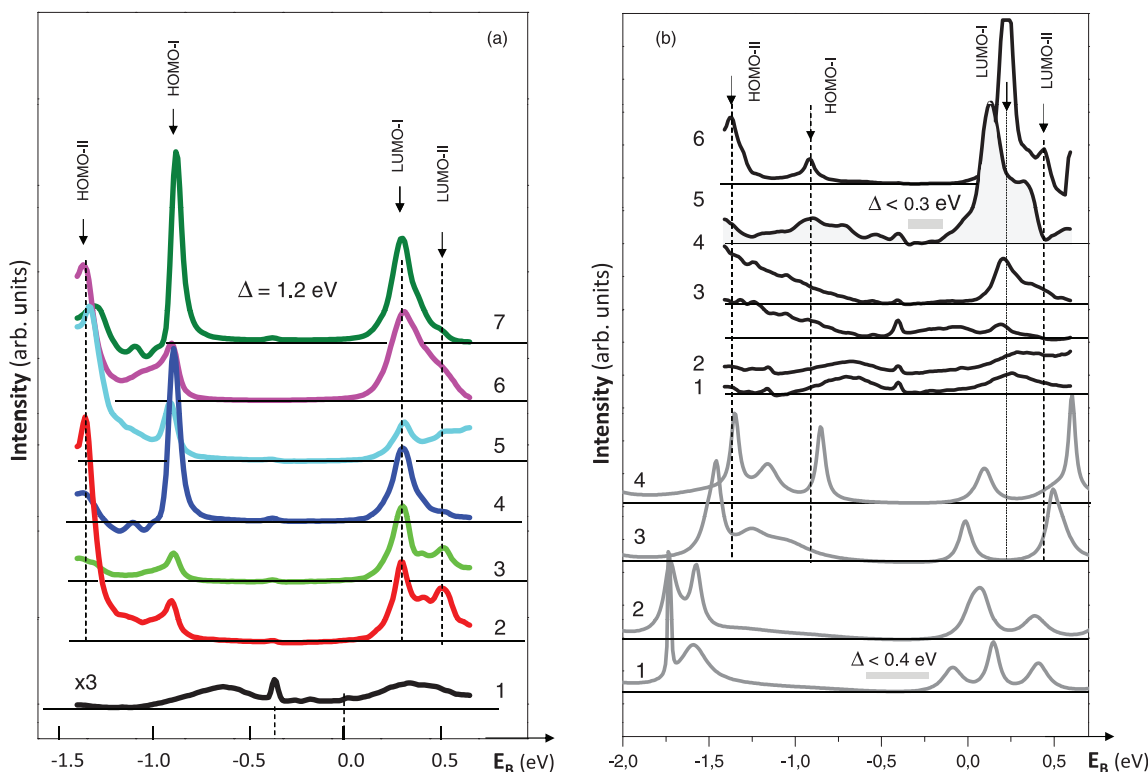 (a)
HOMO-II
HOMO-I
LUMO-I
LUMO-II
Δ = 1.2 eV
7
6
5
4
3
2
x3
1
Intensity (arb. units)
-1.5
-1.0
-0.5
0.0
0.5
E_B (eV)
(b)
HOMO-II
HOMO-I
LUMO-I
LUMO-II
6
5
Δ < 0.3 eV
4
3
2
1
4
3
2
1
Δ < 0.4 eV
Intensity (arb. units)
-2,0
-1,5
-1,0
-0,5
0,0
0,5
E_B (eV)